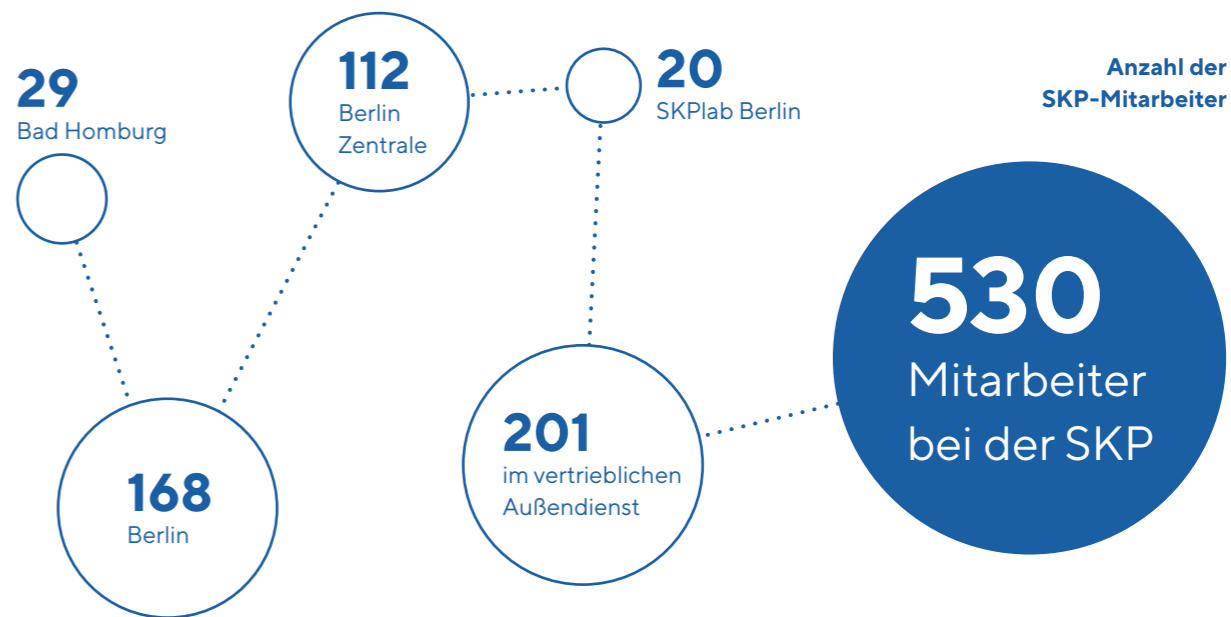 Anzahl der
SKP-Mitarbeiter
29
Bad Homburg
168
Berlin
112
Berlin
Zentrale
20
SKPlab Berlin
201
im vertrieblichen
Außendienst
530
Mitarbeiter
bei der SKP